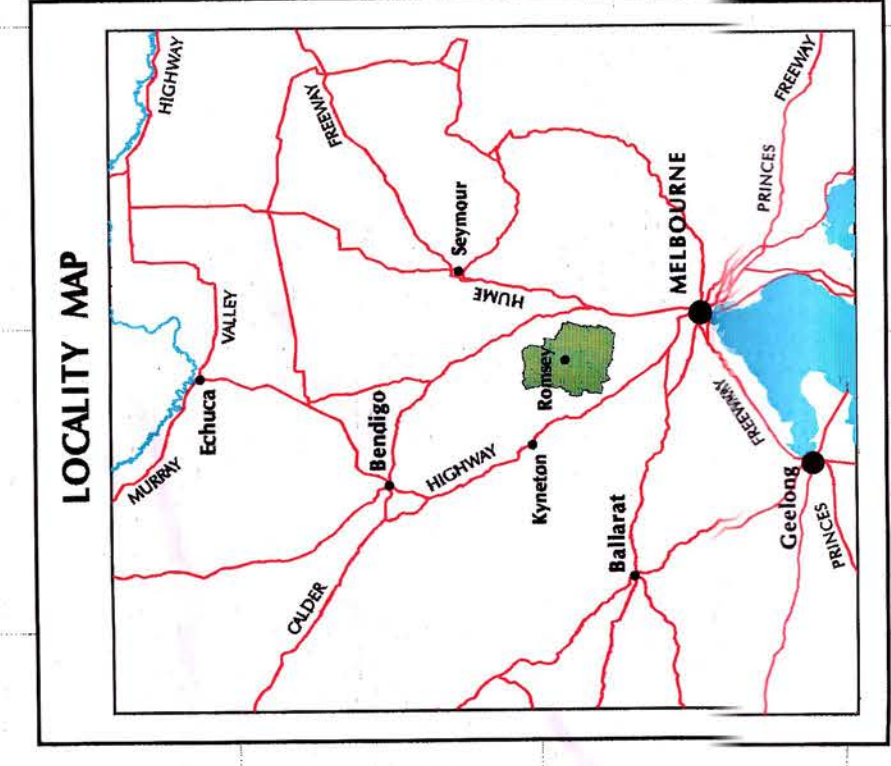 LOCALITY MAP
HIGHWAY
FREEWAY
VALLEY
Echuca
MURRAY
Seymour
HUME
Bendigo
HIGHWAY
CALDER
Romsey
Kyneton
MELBOURNE
PRINCES
FREEWAY
Ballarat
FREEWAY
Geelong
PRINCES